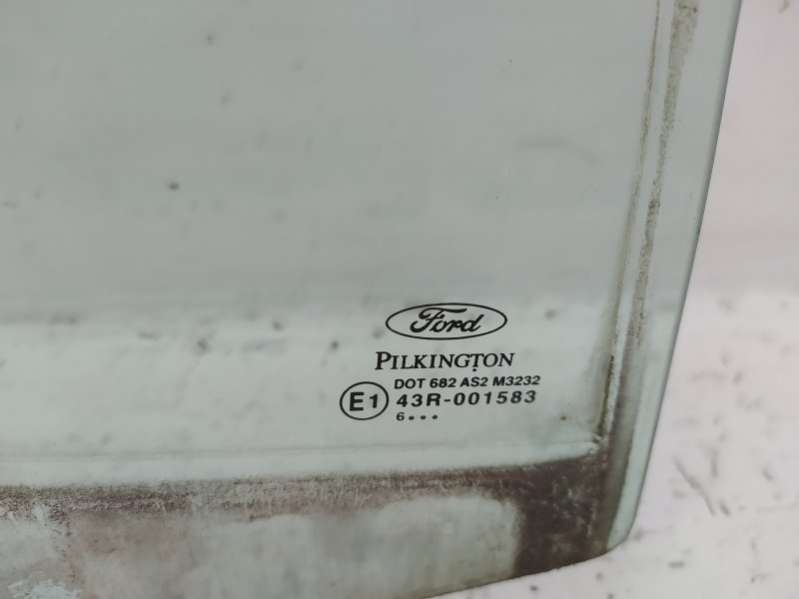 Ford
PILKINGTON
DOT 682 AS2 M3232
E1 43R-001583
6•••